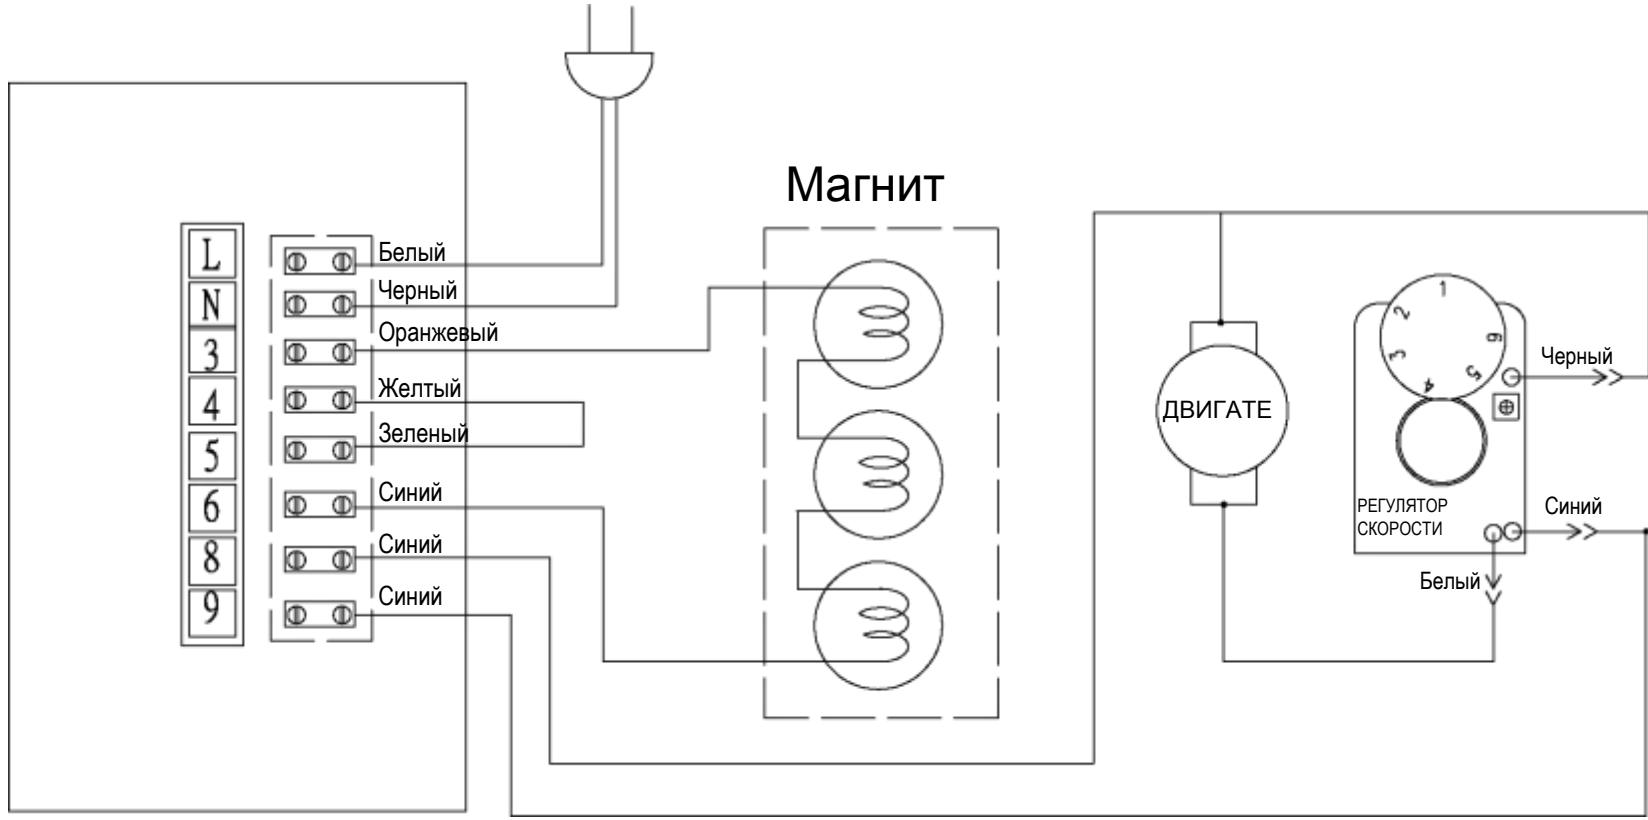 Магнит
L
N
3
4
5
6
8
9
Белый
Черный
Оранжевый
Желтый
Зеленый
Синий
Синий
Синий
ДВИГАТЕ
1
2
3
4
5
6
Черный
РЕГУЛЯТОР
СКОРОСТИ
Синий
Белый